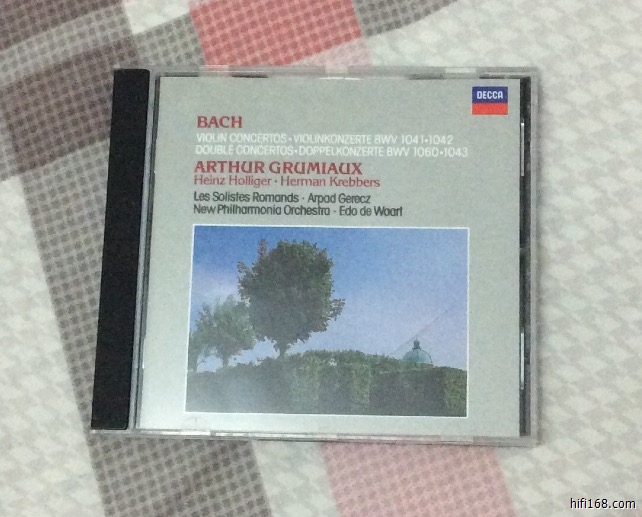 DECCA
BACH
VIOLIN CONCERTOS • VIOLINKONZERTE BWV 1041 • 1042
DOUBLE CONCERTOS • DOPPELKONZERTE BWV 1060 • 1043
ARTHUR GRUMIAUX
Heinz Holliger • Herman Krebbers
Les Solistes Romands • Arpad Gerecz
New Philharmonia Orchestra • Edo de Waart
hifi168.com